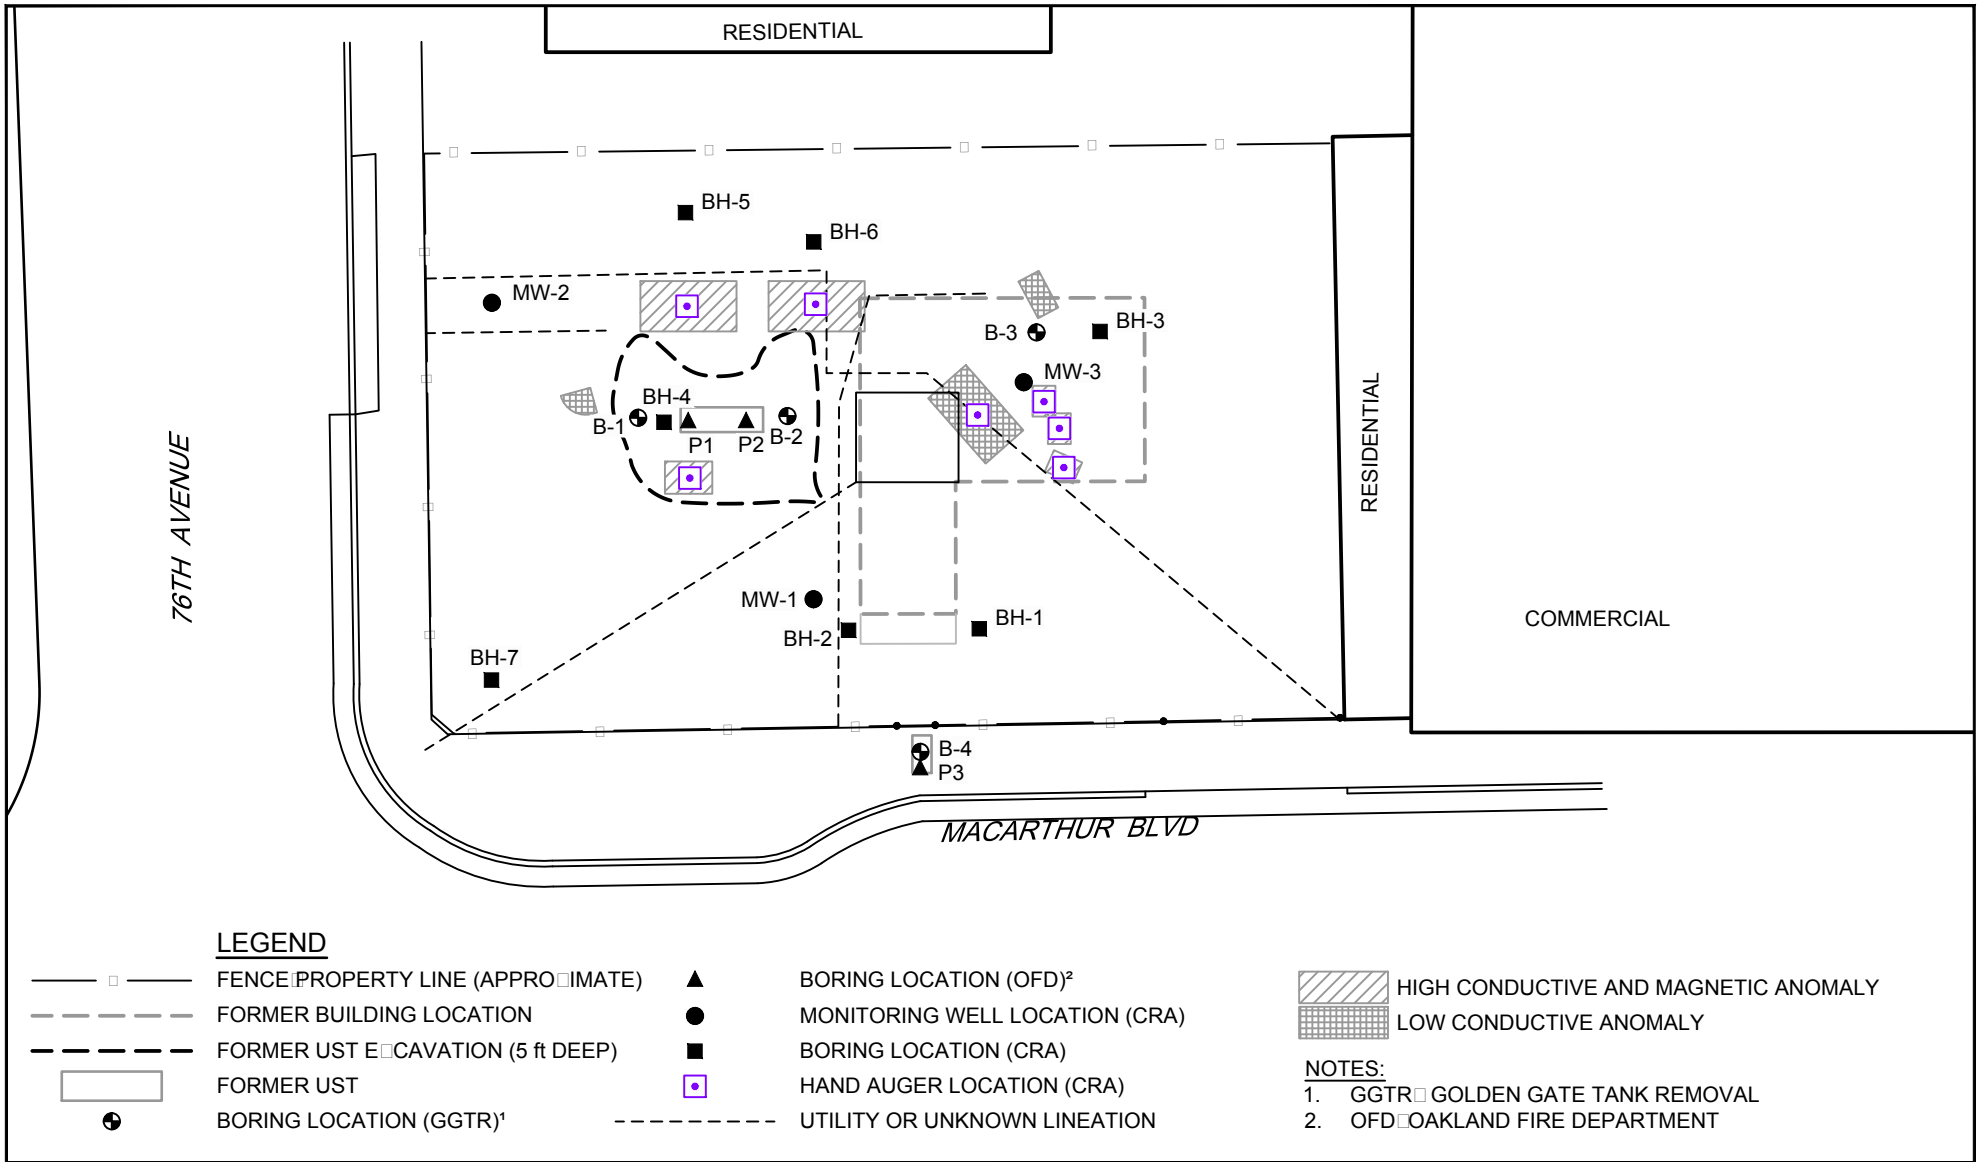 RESIDENTIAL
BH-5
BH-6
MW-2
B-3
BH-3
MW-3
BH-4
B-1
P1
P2
B-2
RESIDENTIAL
76TH AVENUE
MW-1
BH-2
BH-1
COMMERCIAL
BH-7
B-4
P3
MACARTHUR BLVD
LEGEND
FENCE□PROPERTY LINE (APPRO□IMATE)
FORMER BUILDING LOCATION
FORMER UST E□CAVATION (5 ft DEEP)
FORMER UST
BORING LOCATION (GGTR)¹
BORING LOCATION (OFD)²
MONITORING WELL LOCATION (CRA)
BORING LOCATION (CRA)
HAND AUGER LOCATION (CRA)
UTILITY OR UNKNOWN LINEATION
HIGH CONDUCTIVE AND MAGNETIC ANOMALY
LOW CONDUCTIVE ANOMALY
NOTES:
1. GGTR□ GOLDEN GATE TANK REMOVAL
2. OFD□OAKLAND FIRE DEPARTMENT